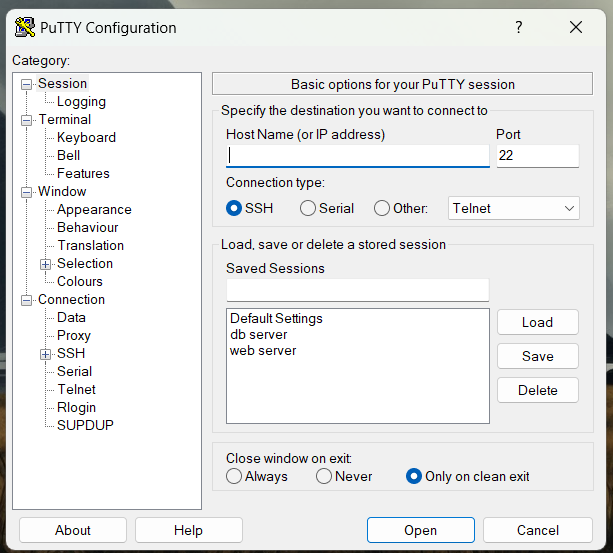 PuTTY Configuration
?
Category:
Session
Logging
Terminal
Keyboard
Bell
Features
Window
Appearance
Behaviour
Translation
Selection
Colours
Connection
Data
Proxy
SSH
Serial
Telnet
Rlogin
SUPDUP
Basic options for your PuTTY session
Specify the destination you want to connect to
Host Name (or IP address) Port
22
Connection type:
SSH Serial Other: Telnet
Load, save or delete a stored session
Saved Sessions
Default Settings
db server
web server
Load
Save
Delete
Close window on exit:
Always Never Only on clean exit
About Help Open Cancel